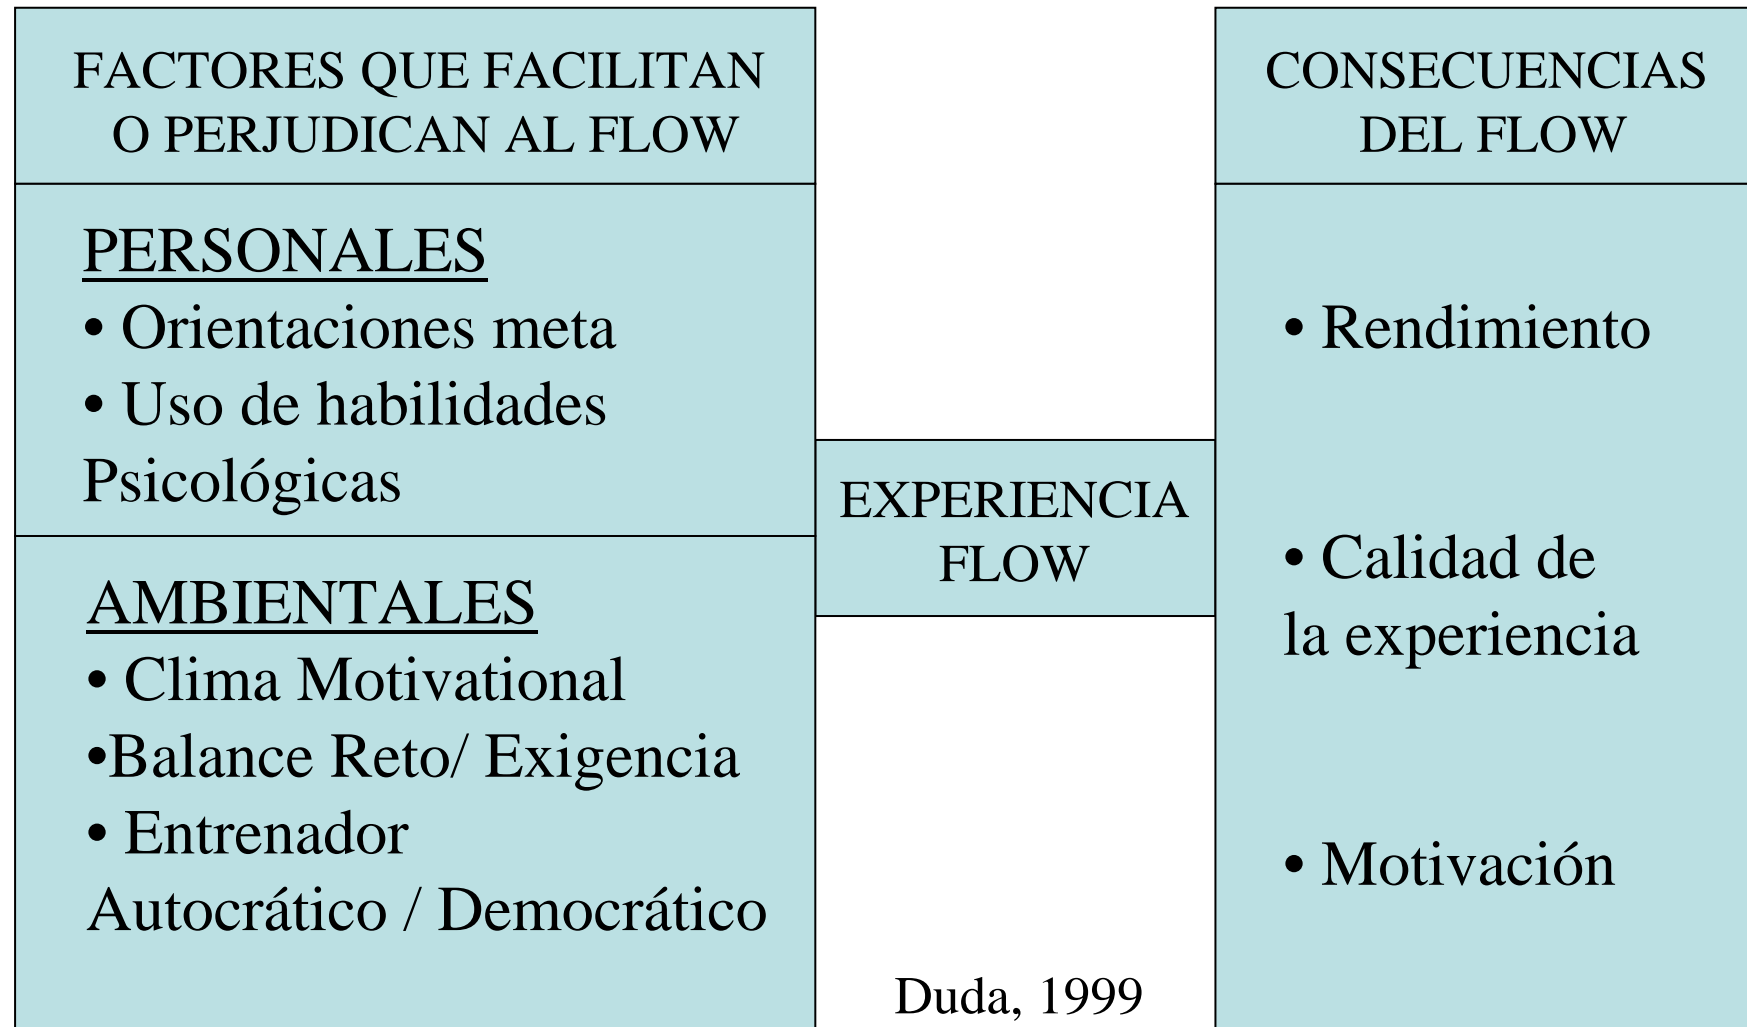 FACTORES QUE FACILITAN
O PERJUDICAN AL FLOW
PERSONALES
• Orientaciones meta
• Uso de habilidades
Psicológicas
AMBIENTALES
• Clima Motivational
•Balance Reto/ Exigencia
• Entrenador
Autocrático / Democrático
EXPERIENCIA
FLOW
Duda, 1999
CONSECUENCIAS
DEL FLOW
• Rendimiento
• Calidad de
la experiencia
• Motivación